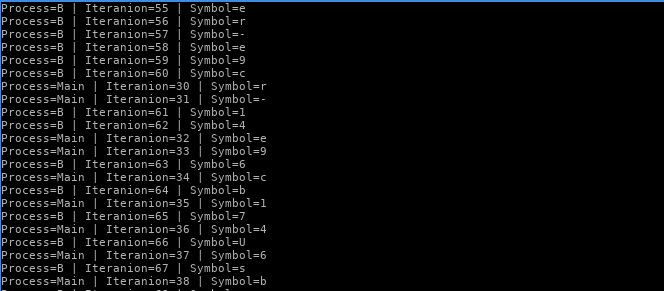 Process=B | Iteranion=55 | Symbol=e
Process=B | Iteranion=56 | Symbol=r
Process=B | Iteranion=57 | Symbol=-
Process=B | Iteranion=58 | Symbol=e
Process=B | Iteranion=59 | Symbol=9
Process=B | Iteranion=60 | Symbol=c
Process=Main | Iteranion=30 | Symbol=r
Process=Main | Iteranion=31 | Symbol=-
Process=B | Iteranion=61 | Symbol=1
Process=B | Iteranion=62 | Symbol=4
Process=Main | Iteranion=32 | Symbol=e
Process=Main | Iteranion=33 | Symbol=9
Process=B | Iteranion=63 | Symbol=6
Process=Main | Iteranion=34 | Symbol=c
Process=B | Iteranion=64 | Symbol=b
Process=Main | Iteranion=35 | Symbol=1
Process=B | Iteranion=65 | Symbol=7
Process=Main | Iteranion=36 | Symbol=4
Process=B | Iteranion=66 | Symbol=U
Process=Main | Iteranion=37 | Symbol=6
Process=B | Iteranion=67 | Symbol=s
Process=Main | Iteranion=38 | Symbol=b